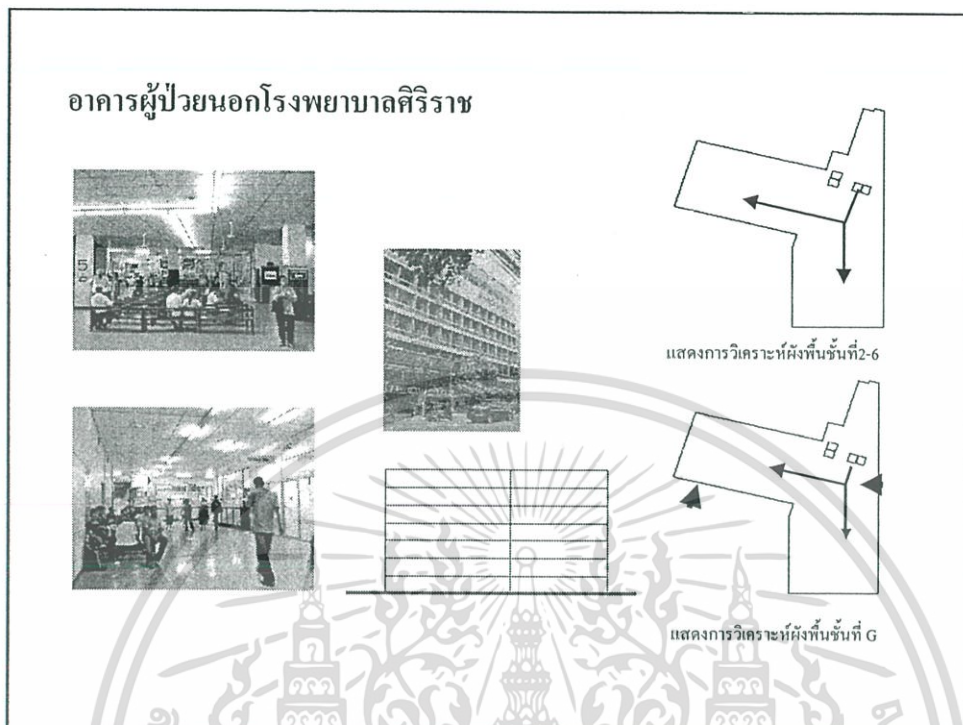 อาคารผู้ป่วยนอกโรงพยาบาลศิริราช
แสดงการวิเคราะห์ผังพื้นชั้นที่2-6
แสดงการวิเคราะห์ผังพื้นชั้นที่ G